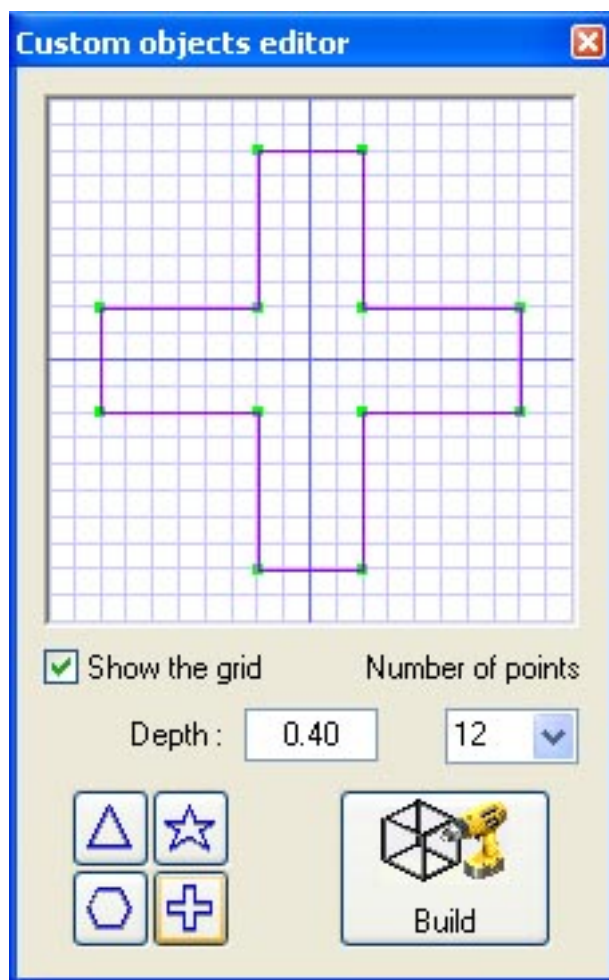 Custom objects editor
Show the grid Number of points
Depth : 0.40 12
Build